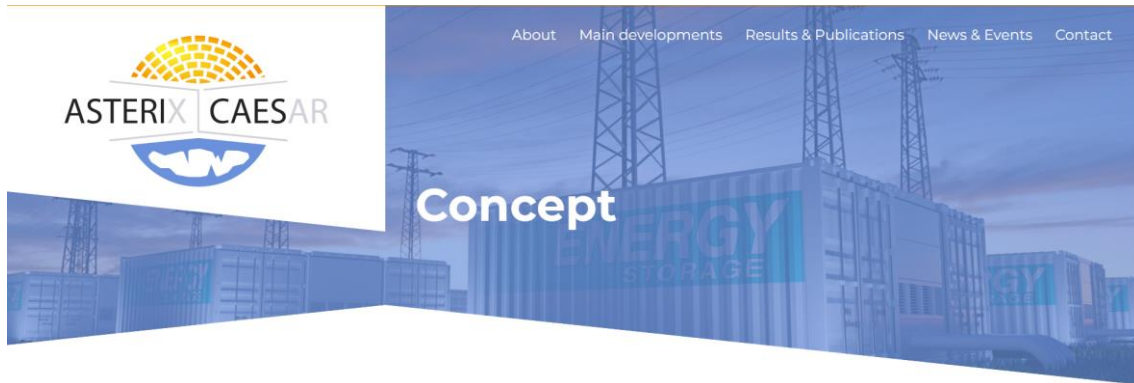 About Main developments Results & Publications News & Events Contact
ASTERIX CAESAR
Concept
ENERGY
STORAGE